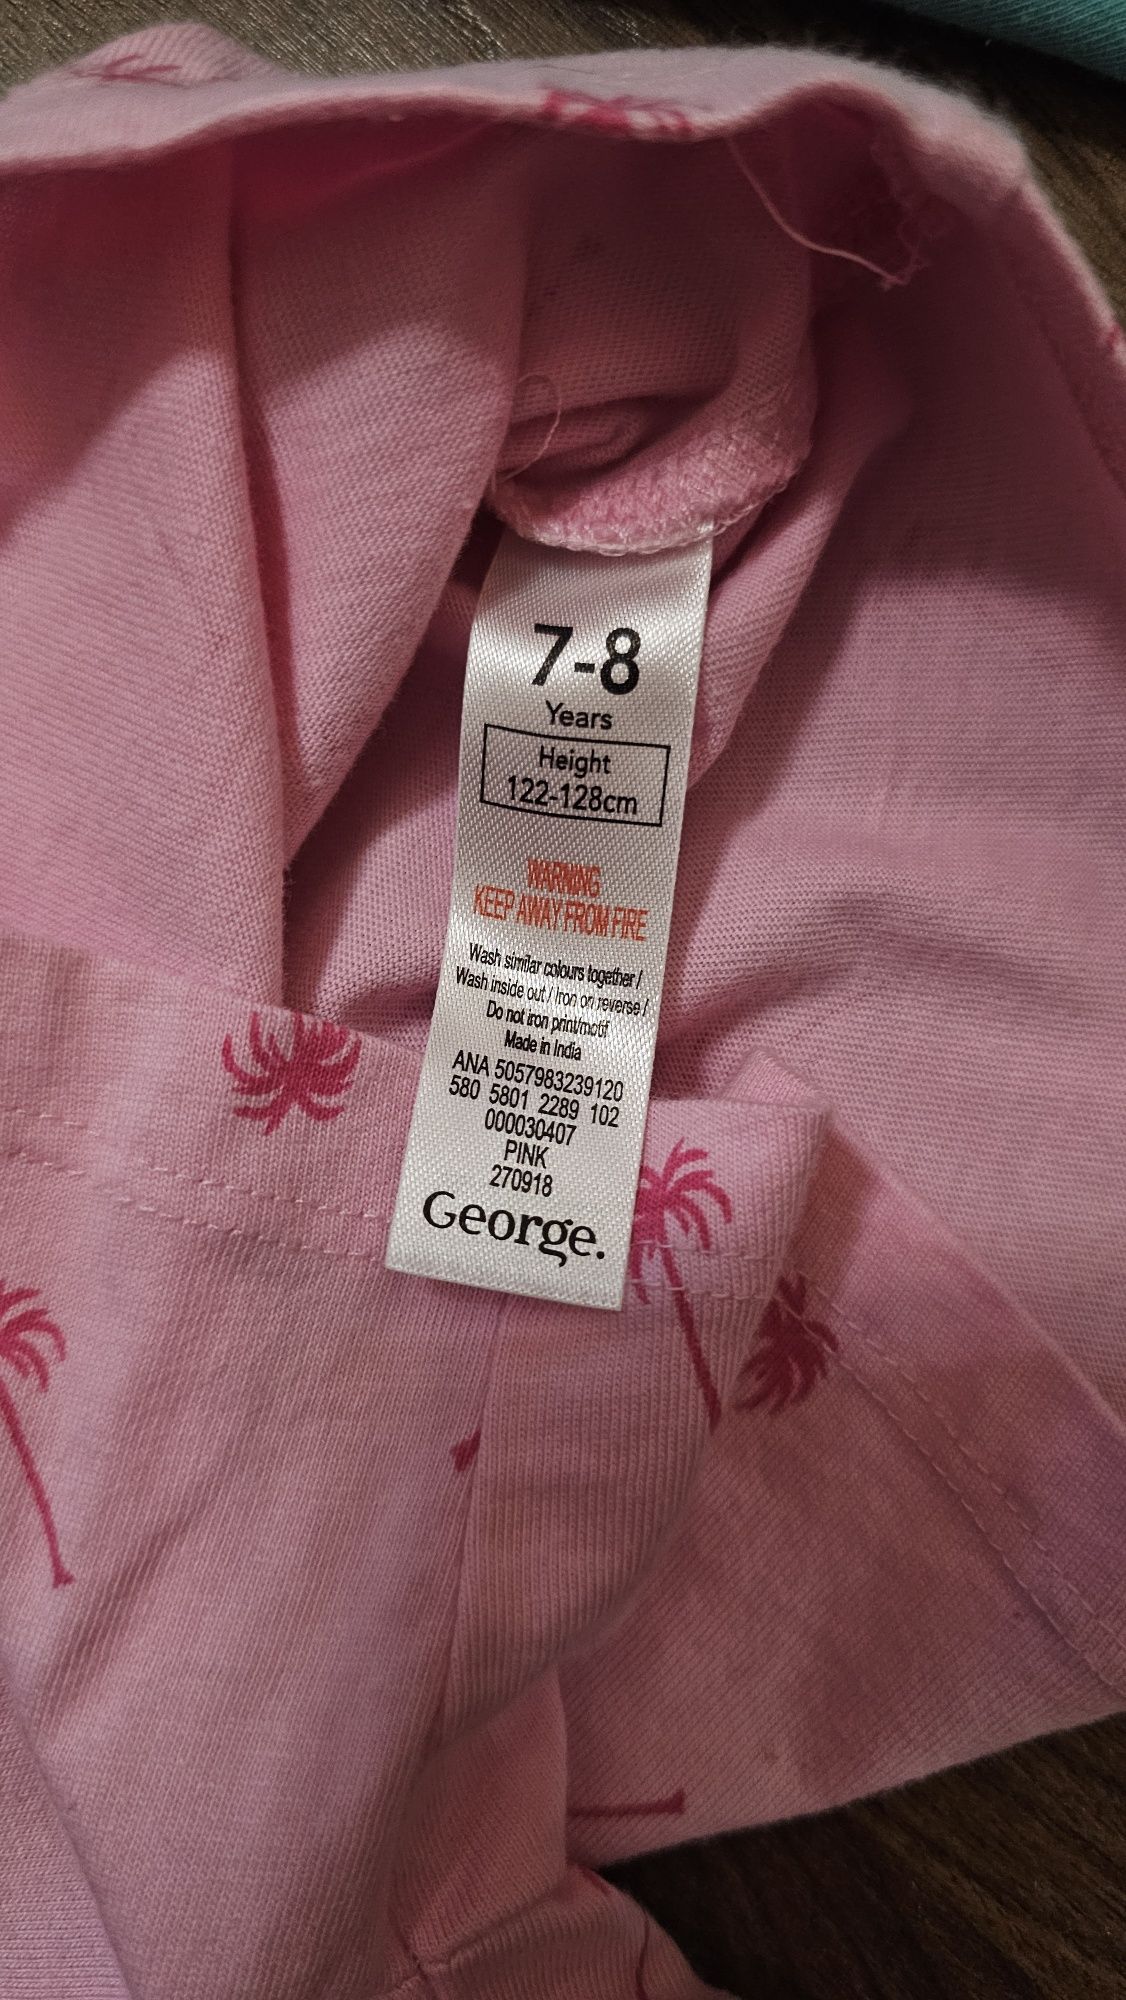 7-8
Years
Height
122-128cm
WARNING
KEEP AWAY FROM FIRE
Wash similar colours together /
Wash inside out / Iron on reverse /
Do not iron print/motif
Made in India
ANA 5057983239120
580 5801 2289 102
000030407
PINK
270918
George.